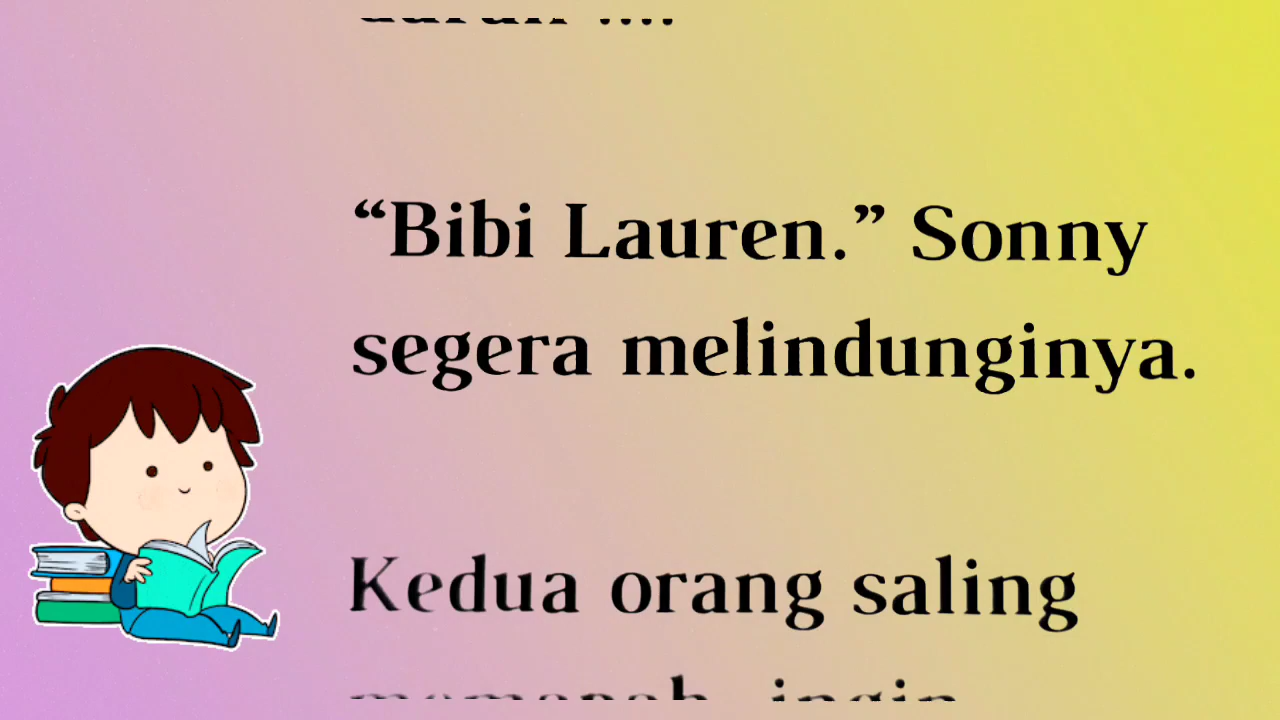 “Bibi Lauren.” Sonny
segera melindunginya.
Kedua orang saling